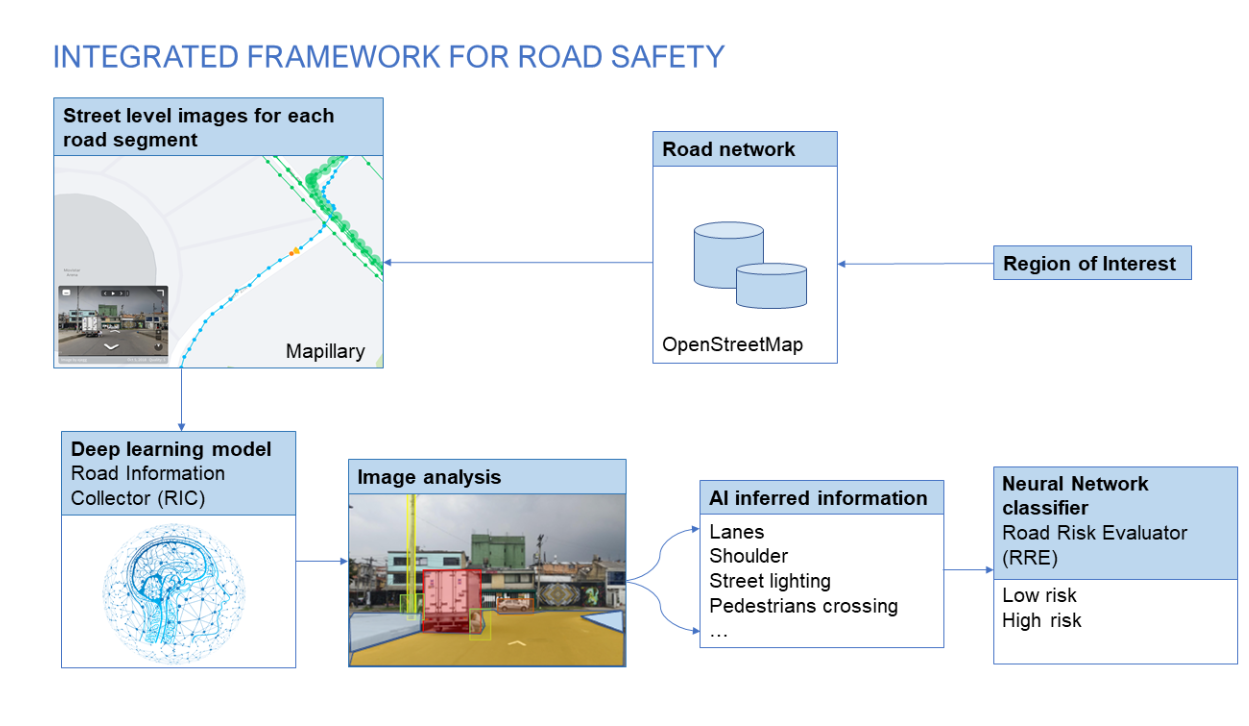 INTEGRATED FRAMEWORK FOR ROAD SAFETY
Street level images for each
road segment
Mapillary
Road network
OpenStreetMap
Region of Interest
Deep learning model
Road Information
Collector (RIC)
Image analysis
AI inferred information
Lanes
Shoulder
Street lighting
Pedestrians crossing
...
Neural Network
classifier
Road Risk Evaluator
(RRE)
Low risk
High risk